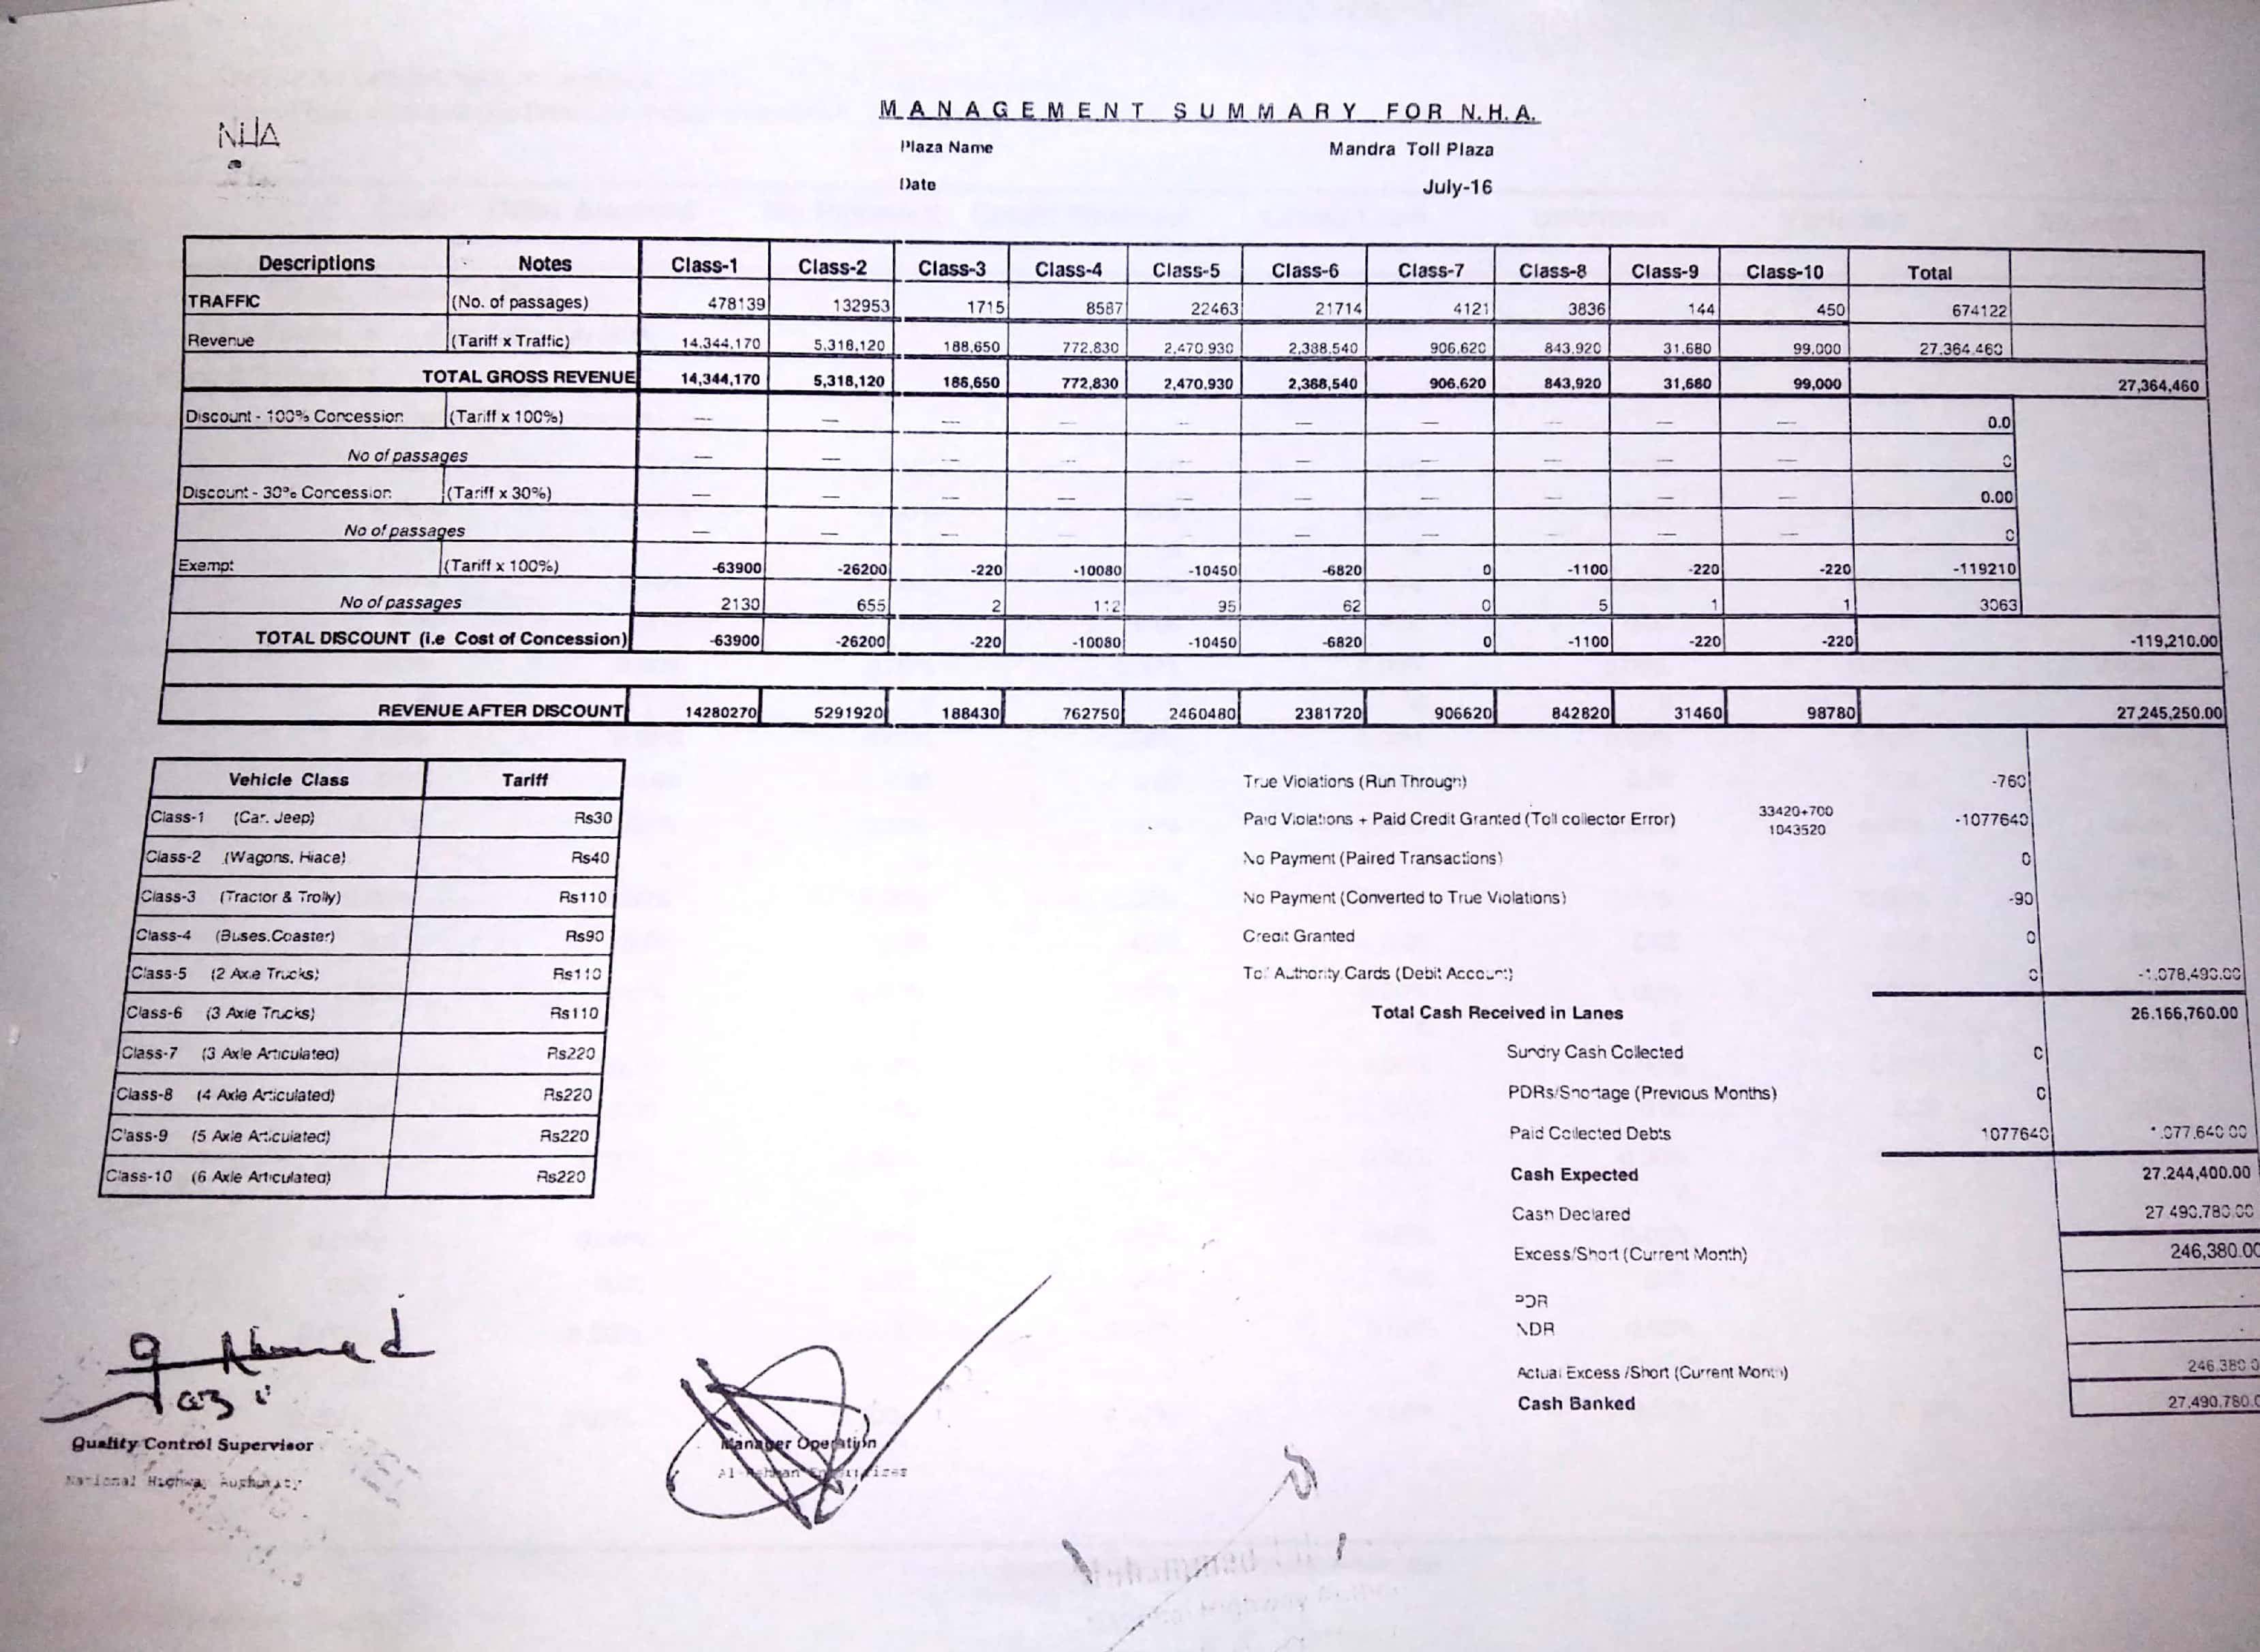 NHA
MANAGEMENT SUMMARY FOR N.H.A.
Plaza Name Mandra Toll Plaza
Date July-16
Descriptions Notes Class-1 Class-2 Class-3 Class-4 Class-5 Class-6 Class-7 Class-8 Class-9 Class-10 Total
TRAFFIC (No. of passages) 478139 132953 1715 8587 22463 21714 4121 3836 144 450 674122
Revenue (Tariff x Traffic) 14,344,170 5,318,120 188,650 772,830 2,470,930 2,388,540 906,620 843,920 31,680 99,000 27,364,460
TOTAL GROSS REVENUE 14,344,170 5,318,120 188,650 772,830 2,470,930 2,388,540 906,620 843,920 31,680 99,000 27,364,460
Discount - 100% Concession (Tariff x 100%) — — — — — — — — — — 0.0
No of passages — — — — — — — — — — 0
Discount - 30% Concession (Tariff x 30%) — — — — — — — — — — 0.00
No of passages — — — — — — — — — — 0
Exempt (Tariff x 100%) -63900 -26200 -220 -10080 -10450 -6820 0 -1100 -220 -220 -119210
No of passages 2130 655 2 112 95 62 0 5 1 1 3063
TOTAL DISCOUNT (i.e Cost of Concession) -63900 -26200 -220 -10080 -10450 -6820 0 -1100 -220 -220 -119,210.00
REVENUE AFTER DISCOUNT 14280270 5291920 188430 762750 2460480 2381720 906620 842820 31460 98780 27,245,250.00
Vehicle Class Tariff
Class-1 (Car. Jeep) Rs30
Class-2 (Wagons, Hiace) Rs40
Class-3 (Tractor & Trolly) Rs110
Class-4 (Buses.Coaster) Rs90
Class-5 (2 Axle Trucks) Rs110
Class-6 (3 Axle Trucks) Rs110
Class-7 (3 Axle Articulated) Rs220
Class-8 (4 Axle Articulated) Rs220
Class-9 (5 Axle Articulated) Rs220
Class-10 (6 Axle Articulated) Rs220
True Violations (Run Through) -760
Paid Violations + Paid Credit Granted (Toll collector Error) 33420+700 1043520 -1077640
No Payment (Paired Transactions) 0
No Payment (Converted to True Violations) -90
Credit Granted 0
Toll Authority Cards (Debit Account) 0 -1,078,490.00
Total Cash Received in Lanes 26,166,760.00
Sundry Cash Collected 0
PDRs/Shortage (Previous Months) 0
Paid Collected Debts 1077640 1,077,640.00
Cash Expected 27,244,400.00
Cash Declared 27,490,780.00
Excess/Short (Current Month) 246,380.00
PDR
NDR
Actual Excess /Short (Current Month) 246,380.0
Cash Banked 27,490,780.0
Ahmed
Quality Control Supervisor
National Highway Authority
Manager Operation
Al-Rehman Enterprizes